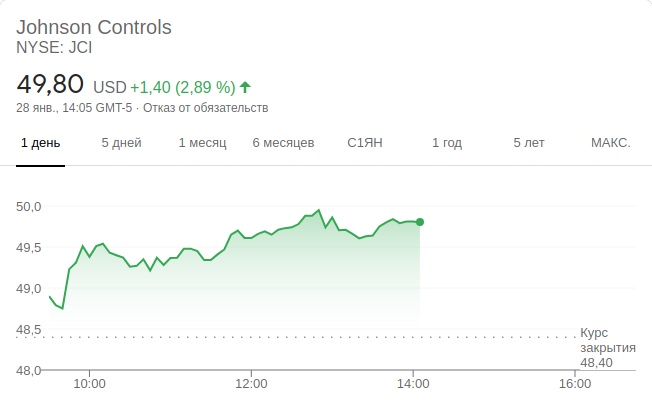 Johnson Controls
NYSE: JCI
49,80 USD +1,40 (2,89 %)
28 янв., 14:05 GMT-5 · Отказ от обязательств
1 день 5 дней 1 месяц 6 месяцев С1ЯН 1 год 5 лет МАКС.
50,0
49,5
49,0
48,5
Курс
закрытия
48,40
48,0
10:00 12:00 14:00 16:00